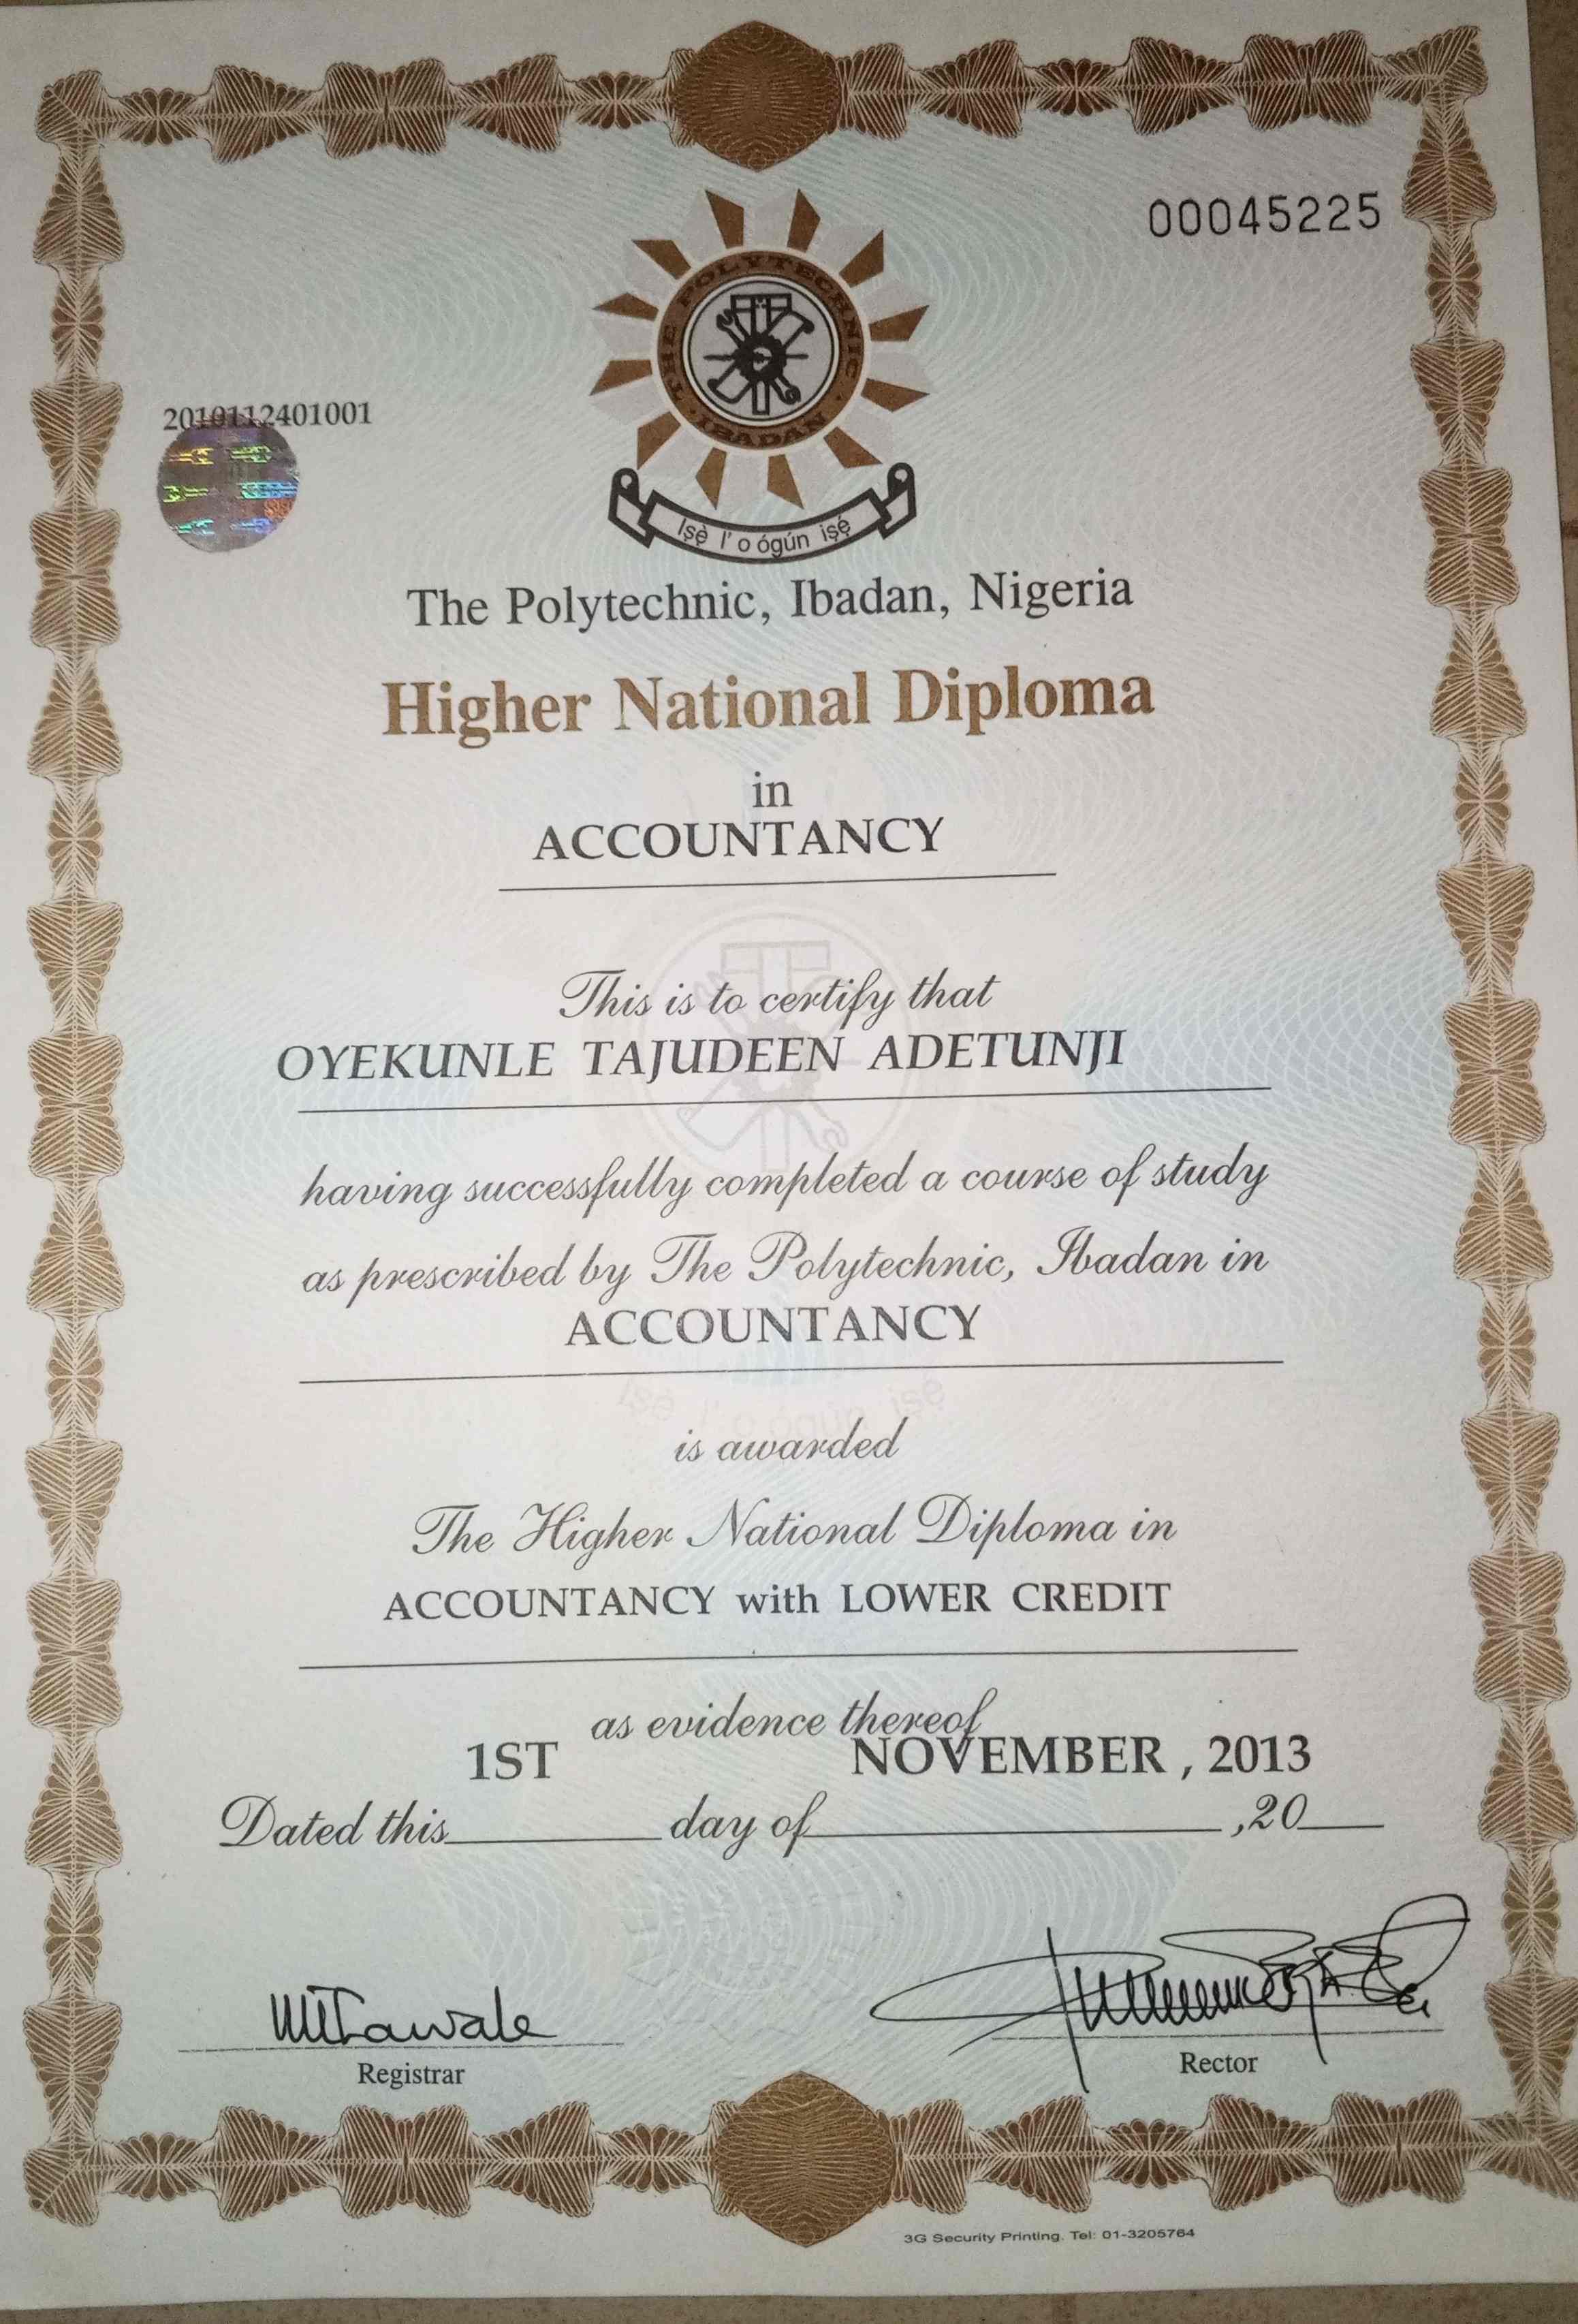 00045225
THE POLYTECHNIC
IBADAN
2010112401001
Iṣẹ̀ l' o ógún iṣẹ́
The Polytechnic, Ibadan, Nigeria
Higher National Diploma
in
ACCOUNTANCY
This is to certify that
OYEKUNLE TAJUDEEN ADETUNJI
having successfully completed a course of study
as prescribed by The Polytechnic, Ibadan in
ACCOUNTANCY
is awarded
The Higher National Diploma in
ACCOUNTANCY with LOWER CREDIT
as evidence thereof
1ST NOVEMBER , 2013
Dated this day of ,20
Registrar
Rector
3G Security Printing. Tel: 01-3205764